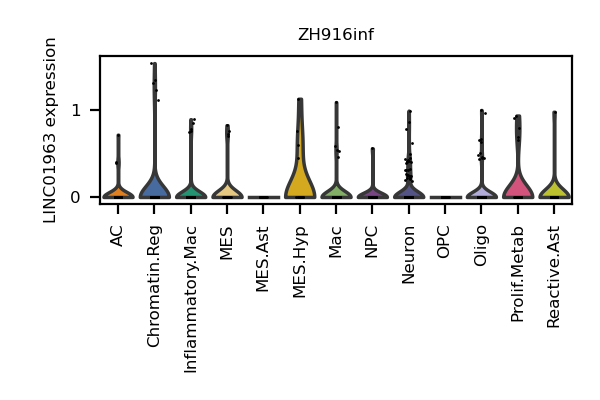 ZH916inf
LINC01963 expression
1
0
AC
Chromatin.Reg
Inflammatory.Mac
MES
MES.Ast
MES.Hyp
Mac
NPC
Neuron
OPC
Oligo
Prolif.Metab
Reactive.Ast